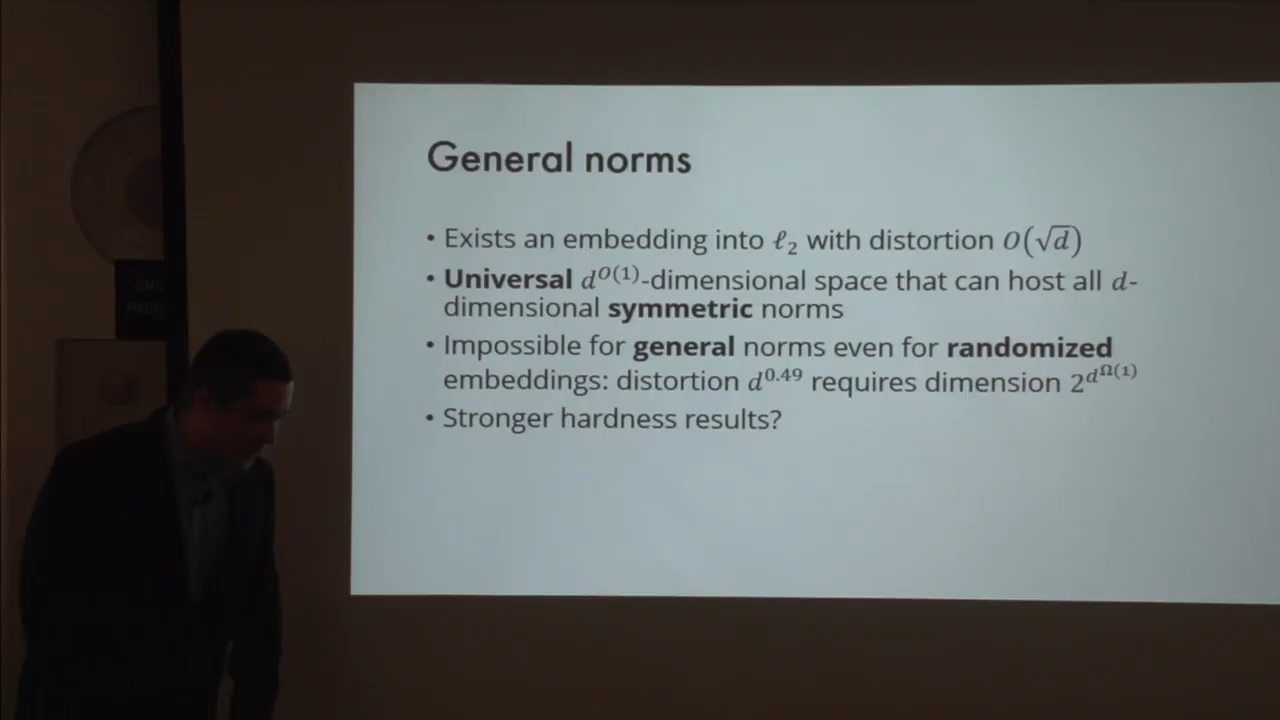 General norms
• Exists an embedding into ℓ₂ with distortion O(√d)
• Universal d^{O(1)}-dimensional space that can host all d-
dimensional symmetric norms
• Impossible for general norms even for randomized
embeddings: distortion d^{0.49} requires dimension 2^{d^{Ω(1)}}
• Stronger hardness results?